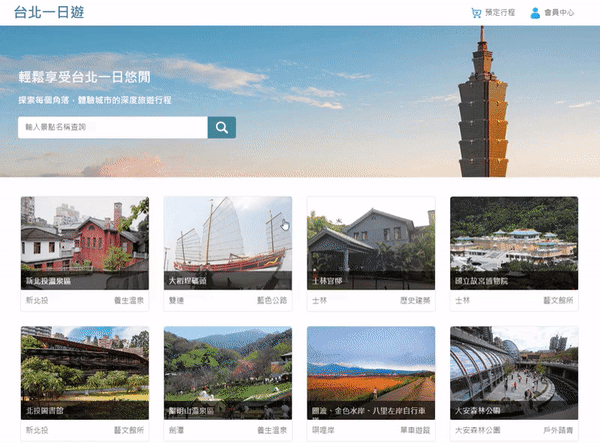 台北一日遊
預定行程
會員中心
輕鬆享受台北一日悠閒
探索每個角落，體驗城市的深度旅遊行程
輸入景點名稱查詢
新北投溫泉區
新北投 養生溫泉
大稻埕碼頭
雙連 藍色公路
士林官邸
士林 歷史建築
國立故宮博物院
士林 藝文館所
北投圖書館
新北投 藝文館所
陽明山溫泉區
劍潭 養生溫泉
關渡、金色水岸、八里左岸自行車
唭哩岸 單車遊蹤
大安森林公園
大安森林公園 戶外踏青